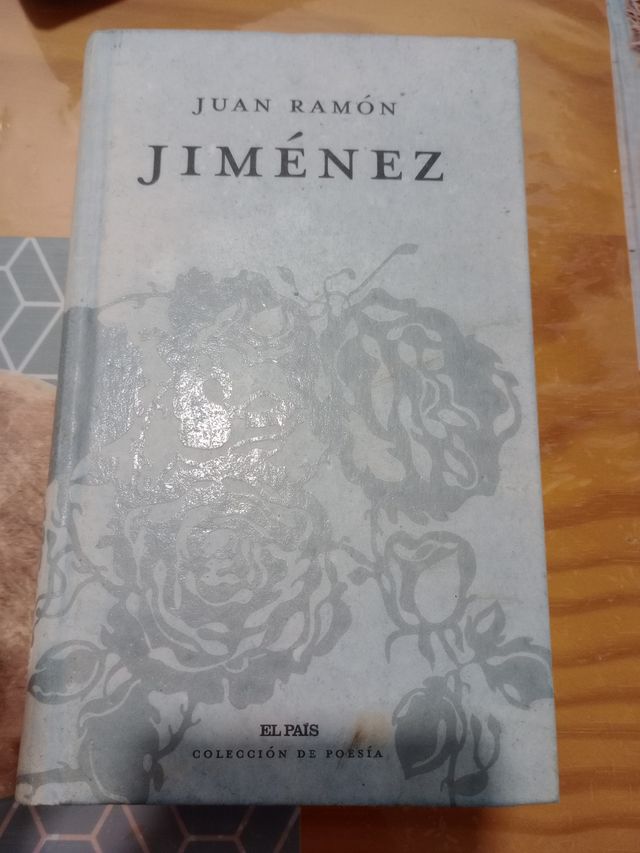 JUAN RAMÓN
JIMÉNEZ
EL PAÍS
COLECCIÓN DE POESÍA